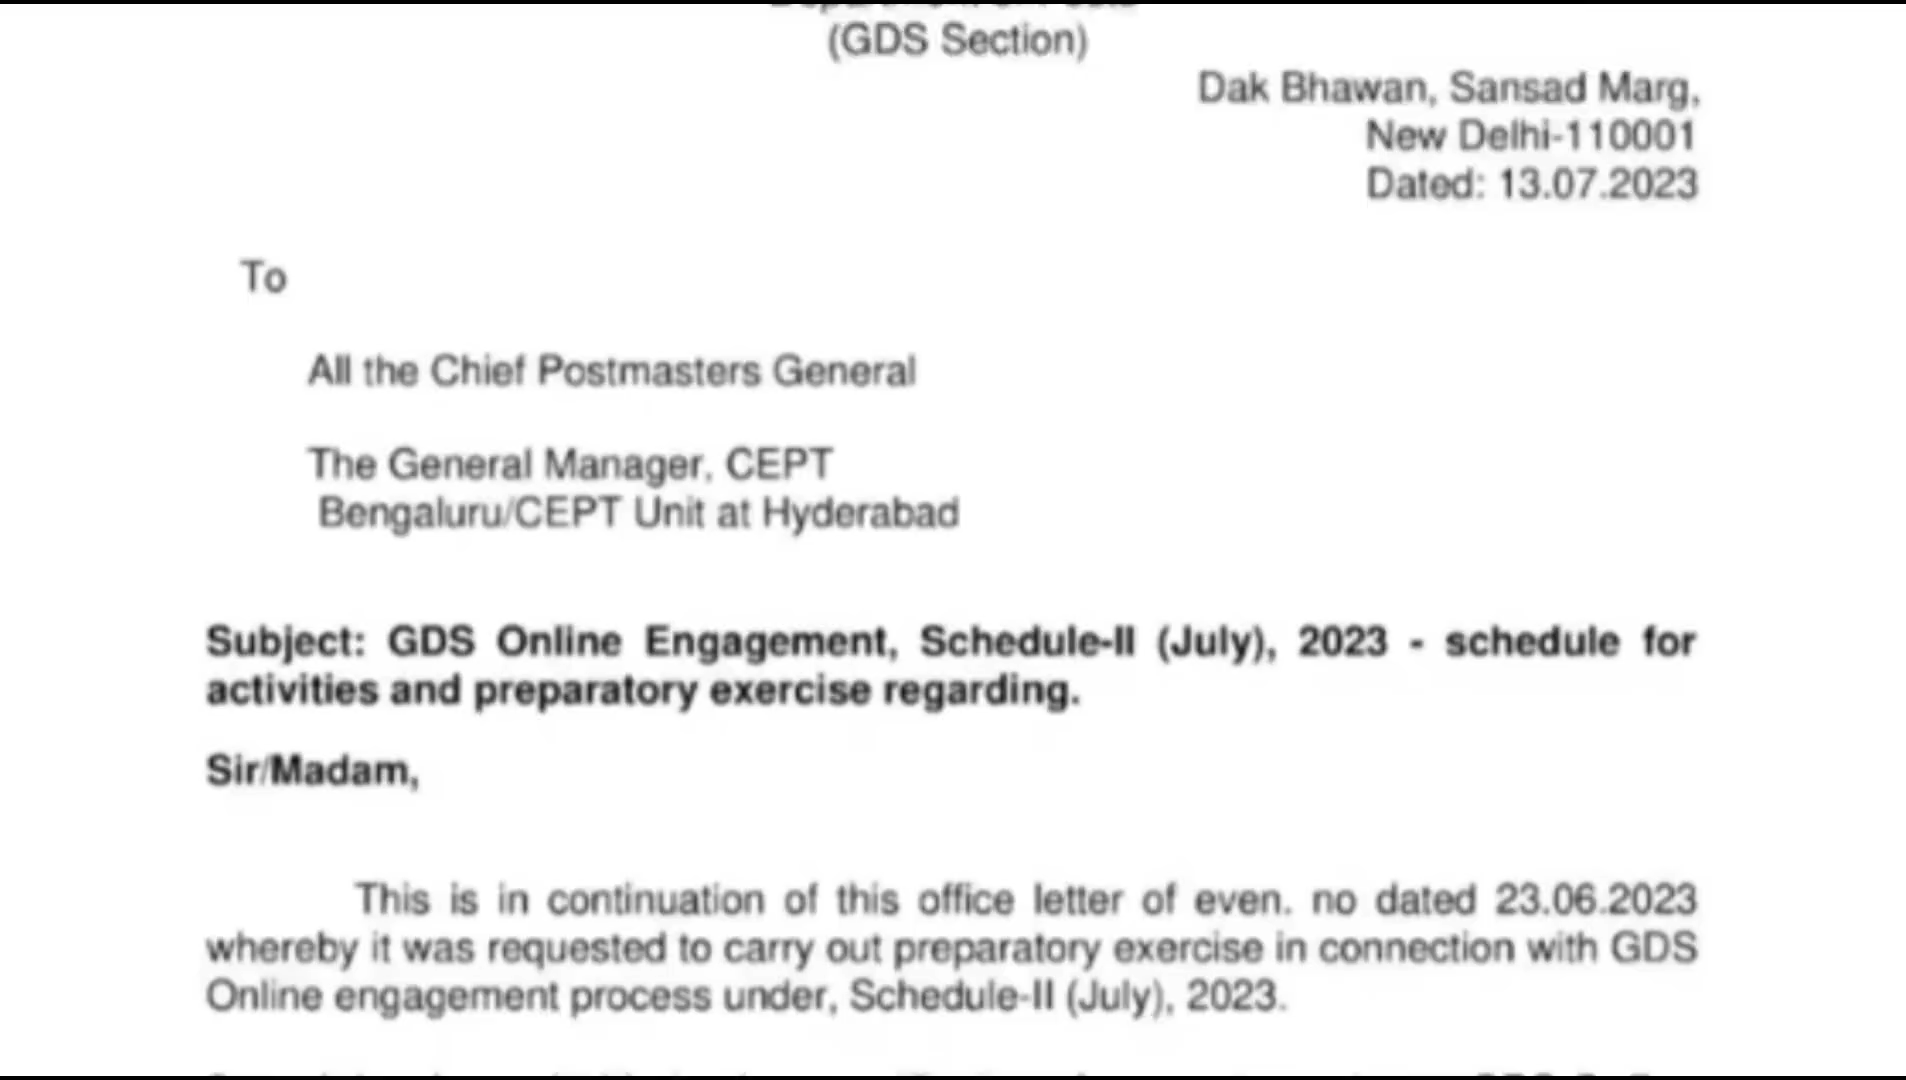 (GDS Section)
Dak Bhawan, Sansad Marg,
New Delhi-110001
Dated: 13.07.2023
To
All the Chief Postmasters General
The General Manager, CEPT
Bengaluru/CEPT Unit at Hyderabad
Subject: GDS Online Engagement, Schedule-II (July), 2023 - schedule for
activities and preparatory exercise regarding.
Sir/Madam,
This is in continuation of this office letter of even. no dated 23.06.2023
whereby it was requested to carry out preparatory exercise in connection with GDS
Online engagement process under, Schedule-II (July), 2023.